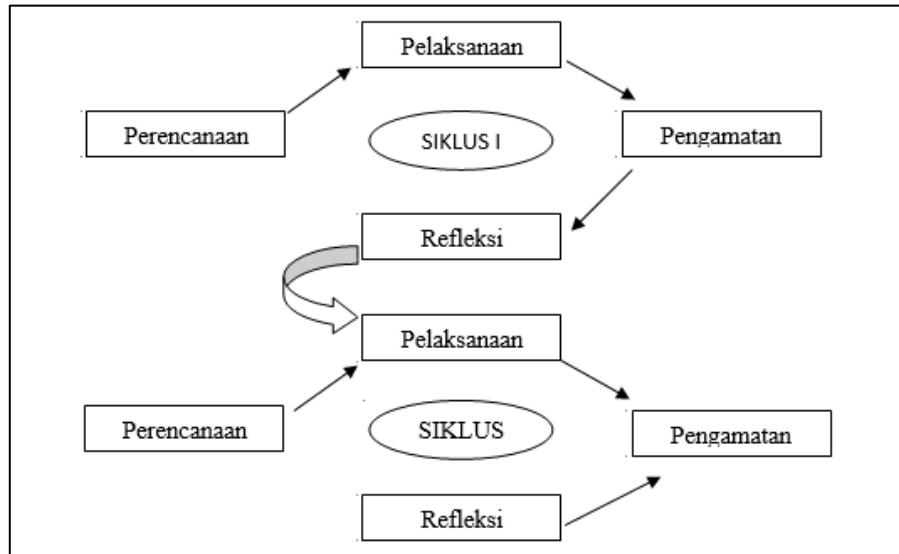 Pelaksanaan
Perencanaan
SIKLUS I
Pengamatan
Refleksi
Pelaksanaan
Perencanaan
SIKLUS
Pengamatan
Refleksi